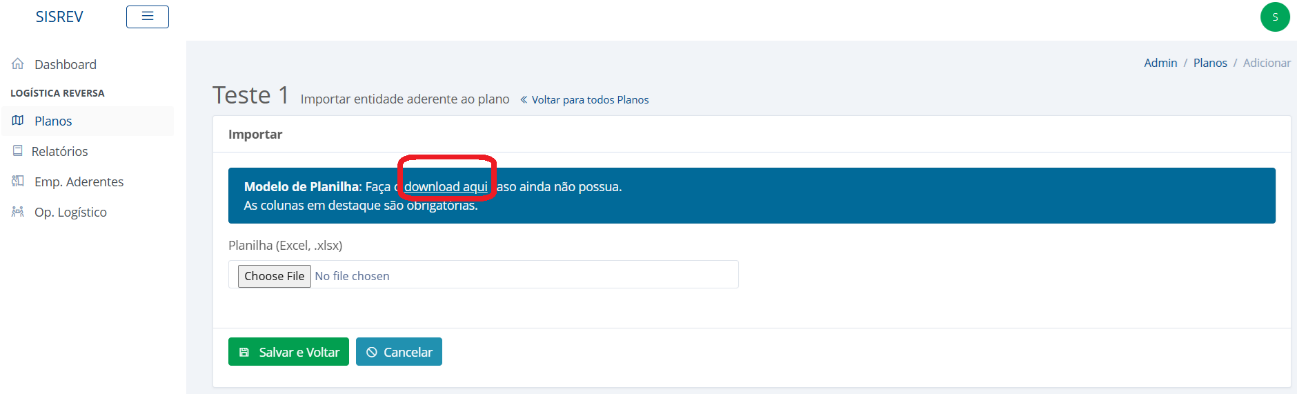 SISREV
S
Dashboard
LOGÍSTICA REVERSA
Planos
Relatórios
Emp. Aderentes
Op. Logístico
Admin / Planos / Adicionar
Teste 1 Importar entidade aderente ao plano « Voltar para todos Planos
Importar
Modelo de Planilha: Faça o download aqui aso ainda não possua.
As colunas em destaque são obrigatórias.
Planilha (Excel, .xlsx)
Choose File No file chosen
Salvar e Voltar
Cancelar